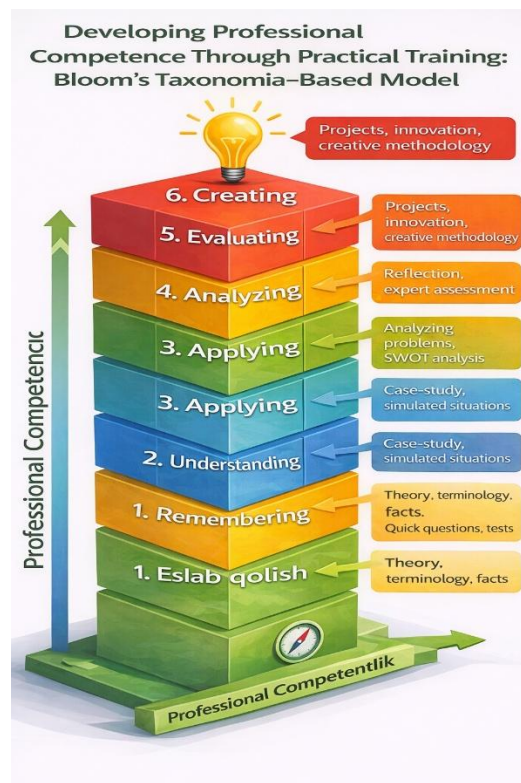 Developing Professional
Competence Through Practical Training:
Bloom's Taxonomia–Based Model
Projects, innovation,
creative methodology
6. Creating
5. Evaluating
Projects,
innovation,
creative methodology
4. Analyzing
Reflection,
expert assessment
3. Applying
Analyzing
problems,
SWOT analysis
3. Applying
Case-study,
simulated situations
2. Understanding
Case-study,
simulated situations
1. Remembering
Theory, terminology,
facts.
Quick questions, tests
1. Eslab qolish
Theory,
terminology, facts
Professional Competencıc
Professional Competentlik